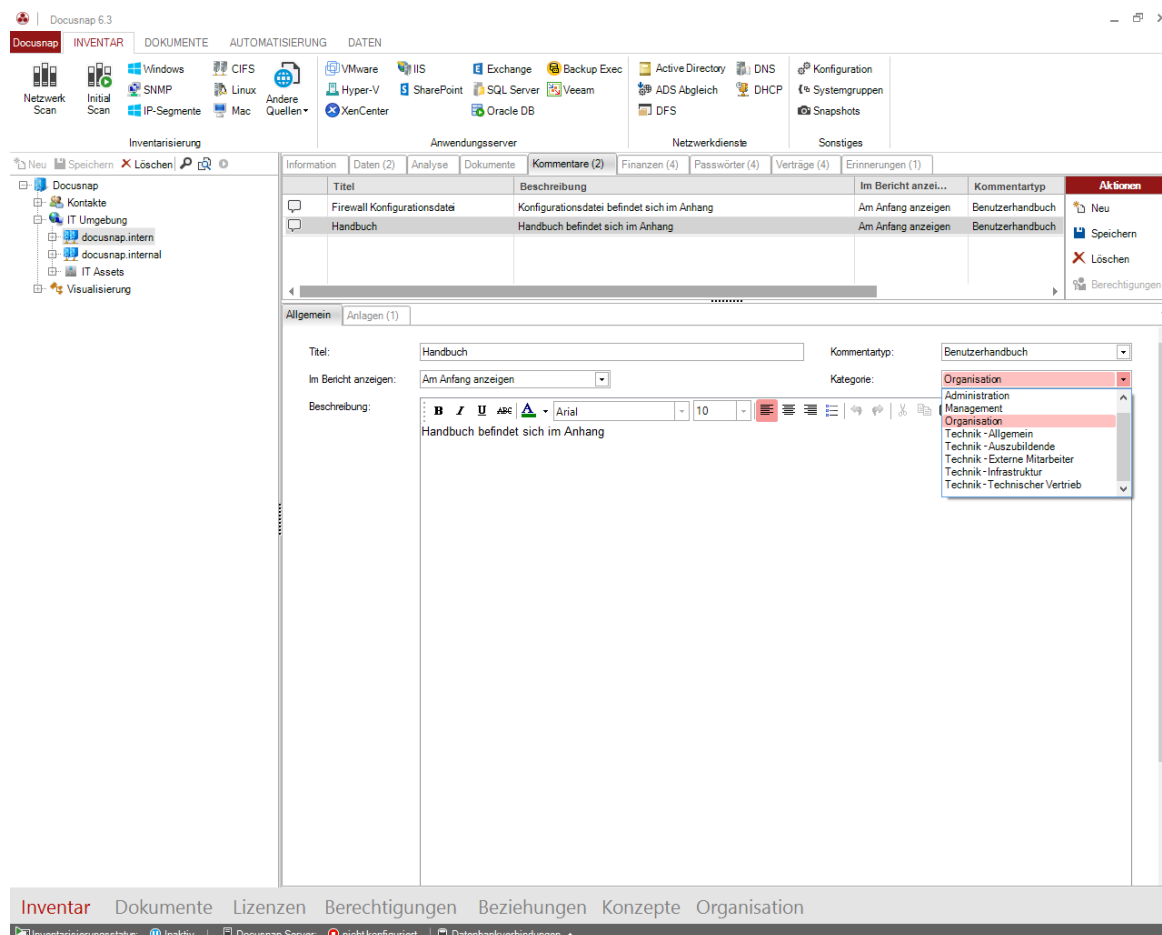 Docusnap 6.3
Docusnap INVENTAR DOKUMENTE AUTOMATISIERUNG DATEN
Windows CIFS VMware IIS Exchange Backup Exec Active Directory DNS Konfiguration
SNMP Linux Hyper-V SharePoint SQL Server Veeam ADS Abgleich DHCP Systemgruppen
IP-Segmente Mac XenCenter Oracle DB DFS Snapshots
Netzwerk Scan
Initial Scan
Andere Quellen
Inventarisierung Anwendungsserver Netzwerkdienste Sonstiges
Neu Speichern Löschen
Docusnap
Kontakte
IT Umgebung
docusnap.intern
docusnap.internal
IT Assets
Visualisierung
Information Daten (2) Analyse Dokumente Kommentare (2) Finanzen (4) Passwörter (4) Verträge (4) Erinnerungen (1)
Titel Beschreibung Im Bericht anzei... Kommentartyp
Firewall Konfigurationsdatei Konfigurationsdatei befindet sich im Anhang Am Anfang anzeigen Benutzerhandbuch
Handbuch Handbuch befindet sich im Anhang Am Anfang anzeigen Benutzerhandbuch
Aktionen
Neu
Speichern
Löschen
Berechtigungen
Allgemein Anlagen (1)
Titel: Handbuch Kommentartyp: Benutzerhandbuch
Im Bericht anzeigen: Am Anfang anzeigen Kategorie: Organisation
Beschreibung: B I U ABC A Arial 10
Handbuch befindet sich im Anhang
Administration
Management
Organisation
Technik - Allgemein
Technik - Auszubildende
Technik - Externe Mitarbeiter
Technik - Infrastruktur
Technik - Technischer Vertrieb
Inventar Dokumente Lizenzen Berechtigungen Beziehungen Konzepte Organisation
Inventarisierungsstatus: Inaktiv Docusnap Server: nicht konfiguriert Datenbankverbindungen